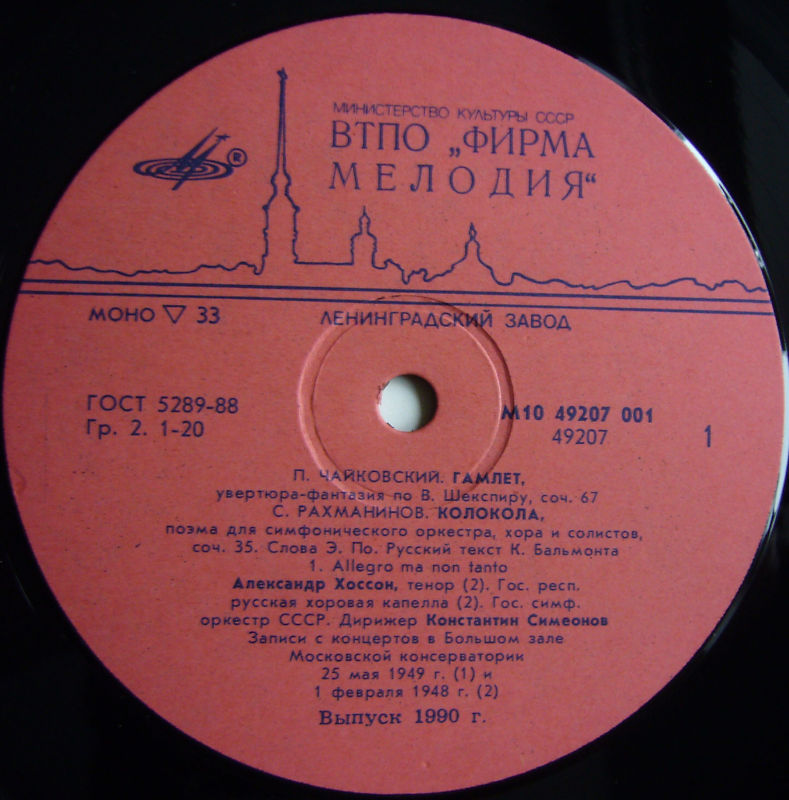 МИНИСТЕРСТВО КУЛЬТУРЫ СССР
ВТПО „ФИРМА
МЕЛОДИЯ“
®
МОНО ▽ 33
ЛЕНИНГРАДСКИЙ ЗАВОД
ГОСТ 5289-88
Гр. 2. 1-20
М10 49207 001
49207
1
П. ЧАЙКОВСКИЙ. ГАМЛЕТ,
увертюра-фантазия по В. Шекспиру, соч. 67
С. РАХМАНИНОВ. КОЛОКОЛА,
поэма для симфонического оркестра, хора и солистов,
соч. 35. Слова Э. По. Русский текст К. Бальмонта
1. Allegro ma non tanto
Александр Хоссон, тенор (2). Гос. респ.
русская хоровая капелла (2). Гос. симф.
оркестр СССР. Дирижер Константин Симеонов
Записи с концертов в Большом зале
Московской консерватории
25 мая 1949 г. (1) и
1 февраля 1948 г. (2)
Выпуск 1990 г.